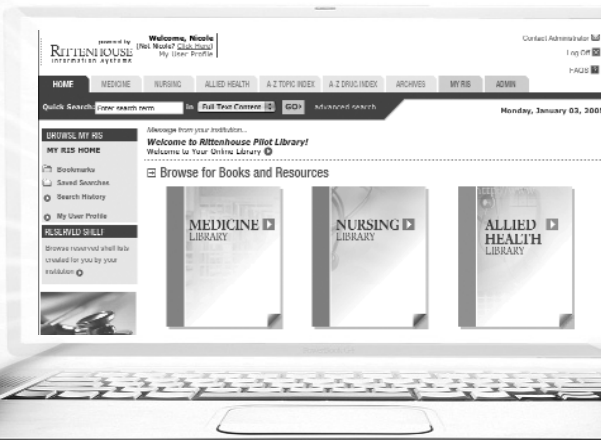 powered by
RITTENHOUSE
information systems
Welcome, Nicole
(Not Nicole? Click Here)
My User Profile
Contact Administrator
Log Off
FAQS
HOME MEDICINE NURSING ALLIED HEALTH A-Z TOPIC INDEX A-Z DRUG INDEX ARCHIVES MY RIS ADMIN
Quick Search: Enter search term in Full Text Content GO> advanced search
Monday, January 03, 2005
BROWSE MY RIS
MY RIS HOME
Bookmarks
Saved Searches
Search History
My User Profile
RESERVED SHELF
Browse reserved shelf lists
created for you by your
institution
Message from your institution...
Welcome to Rittenhouse Pilot Library!
Welcome to Your Online Library
Browse for Books and Resources
MEDICINE
LIBRARY
NURSING
LIBRARY
ALLIED
HEALTH
LIBRARY